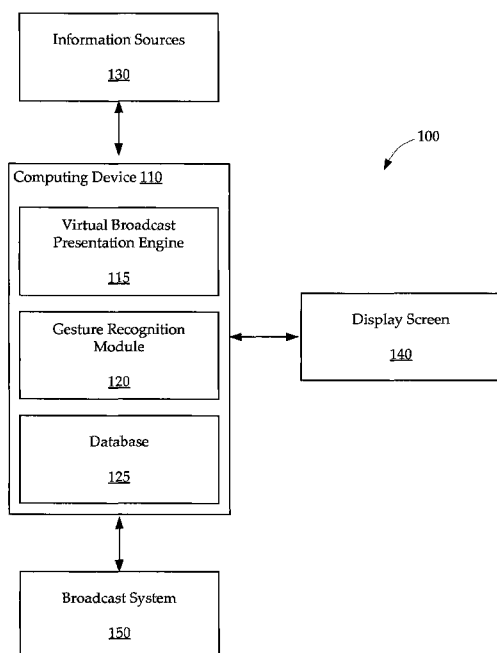 Information Sources
130
100
Computing Device 110
Virtual Broadcast
Presentation Engine
115
Gesture Recognition
Module
120
Display Screen
140
Database
125
Broadcast System
150